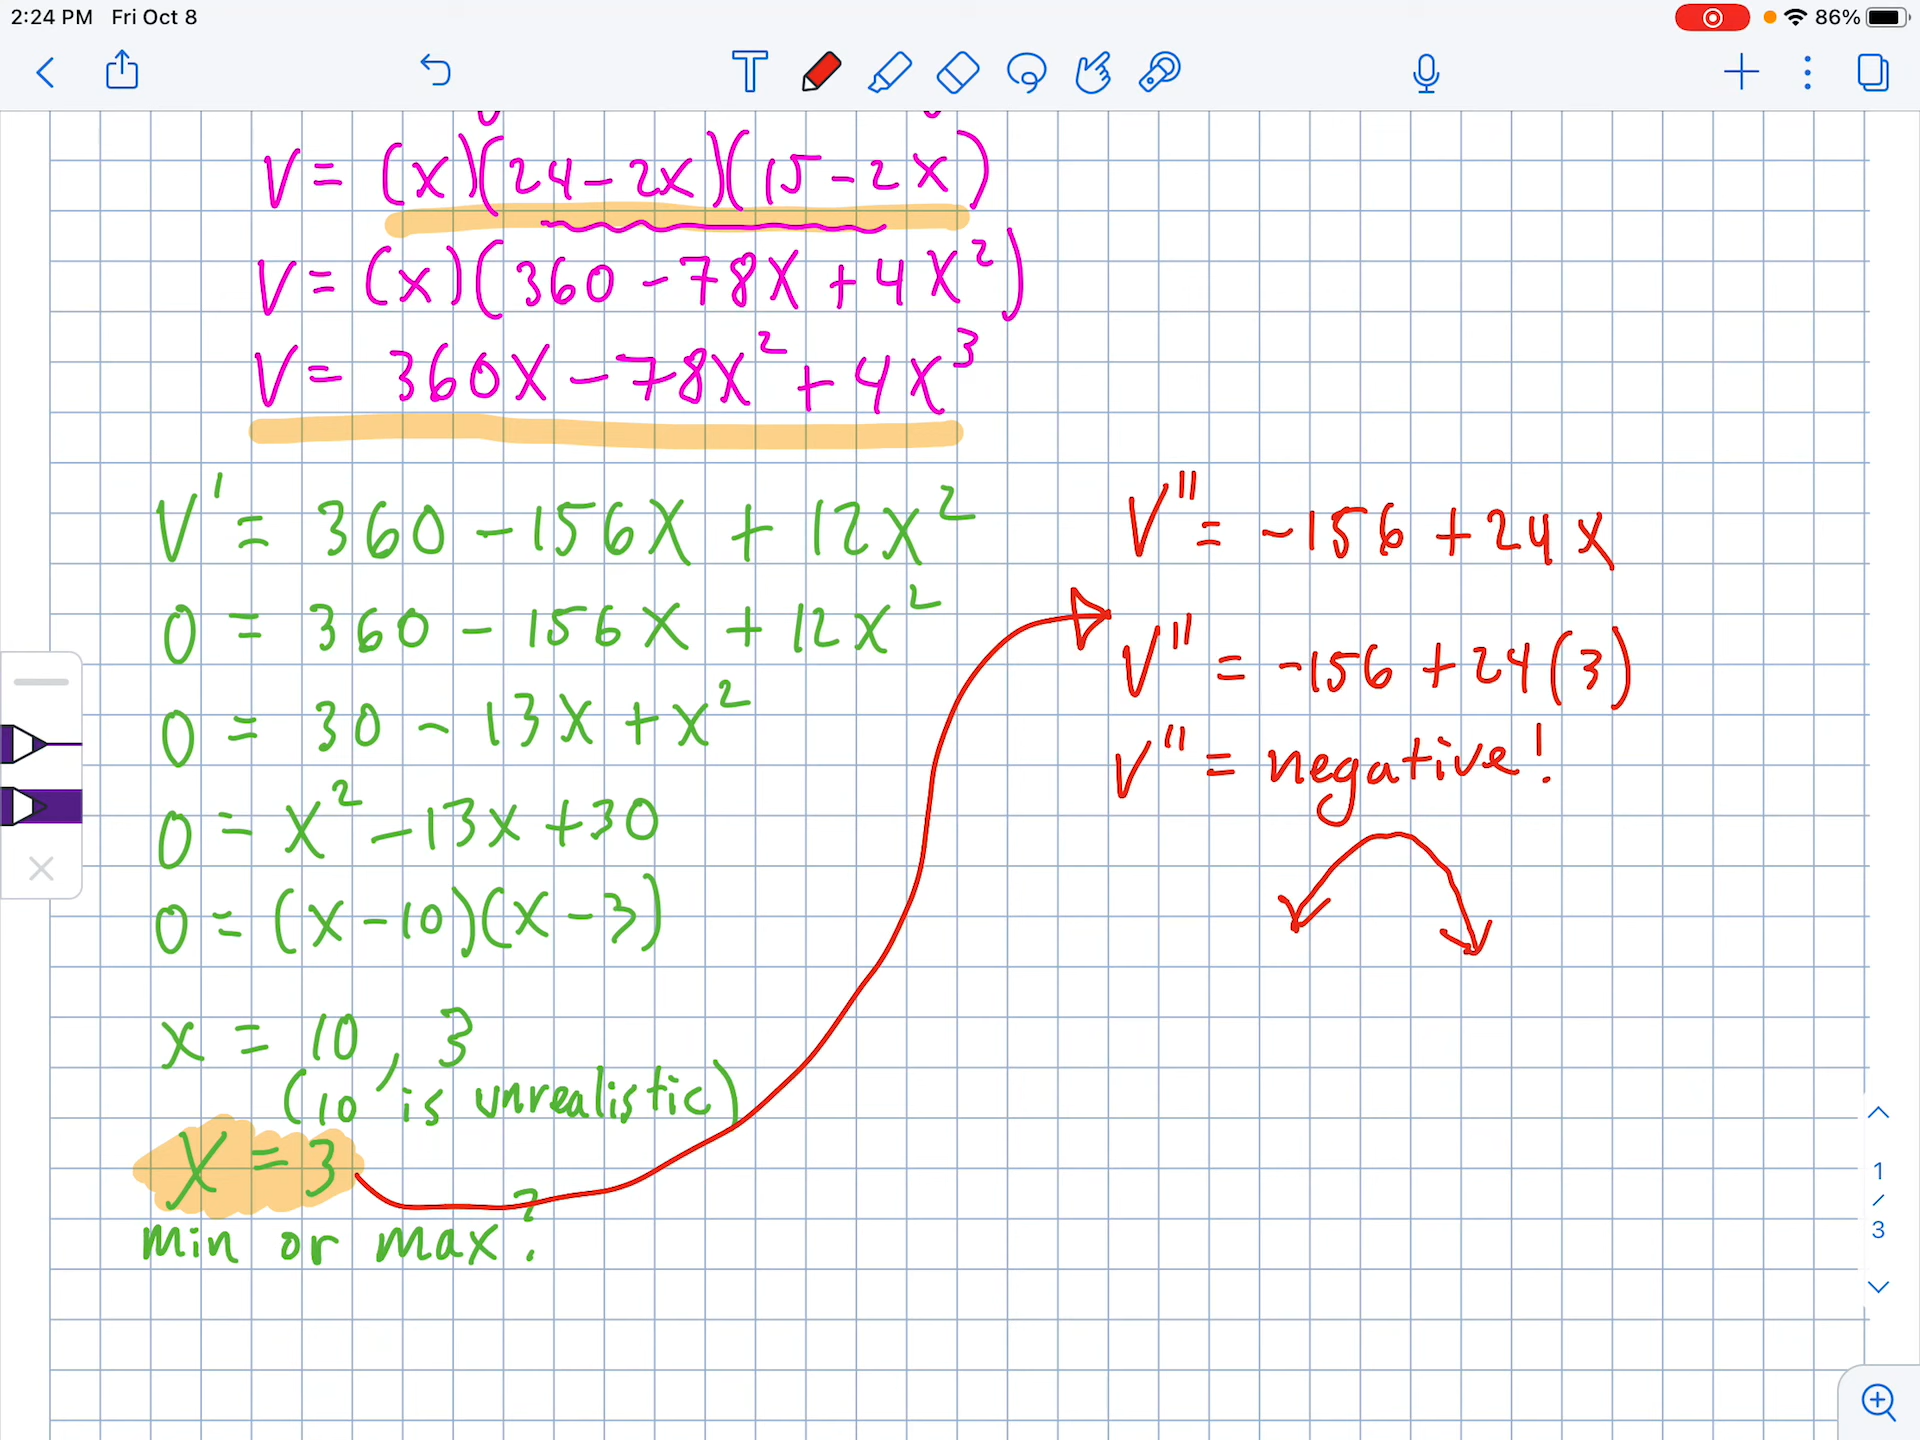 2:24 PM Fri Oct 8
86%
V = (x)(24-2x)(15-2x)
V = (x)(360-78x+4x²)
V = 360x-78x²+4x³
V' = 360-156x+12x²
0 = 360-156x+12x²
0 = 30-13x+x²
0 = x²-13x+30
0 = (x-10)(x-3)
x = 10, 3
(10 is unrealistic)
x = 3
min or max?
V'' = -156+24x
V'' = -156+24(3)
V'' = negative!
1
/
3